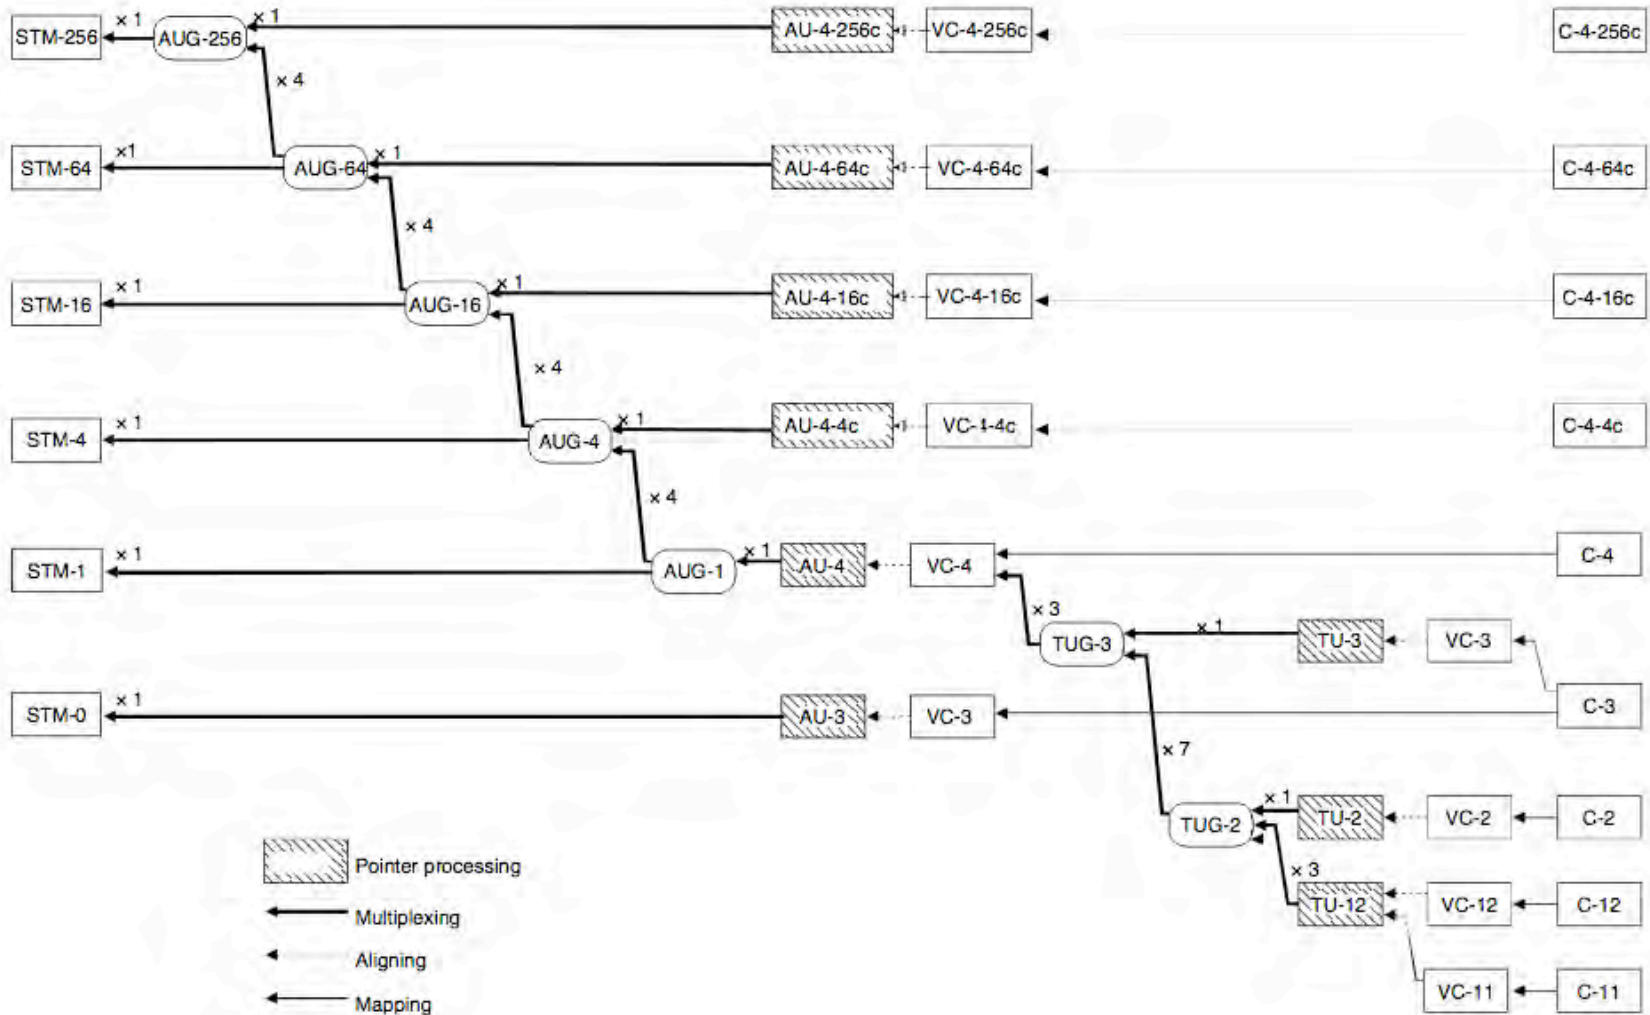 × 1
× 1
STM-256
AUG-256
AU-4-256c
VC-4-256c
C-4-256c
× 4
×1
× 1
STM-64
AUG-64
AU-4-64c
VC-4-64c
C-4-64c
× 4
× 1
× 1
STM-16
AUG-16
AU-4-16c
VC-4-16c
C-4-16c
× 4
× 1
× 1
STM-4
AUG-4
AU-4-4c
VC-4-4c
C-4-4c
× 4
× 1
× 1
STM-1
AUG-1
AU-4
VC-4
C-4
× 3
× 1
TUG-3
TU-3
VC-3
× 1
STM-0
AU-3
VC-3
C-3
× 7
× 1
TUG-2
TU-2
VC-2
C-2
× 3
TU-12
VC-12
C-12
VC-11
C-11
Pointer processing
Multiplexing
Aligning
Mapping